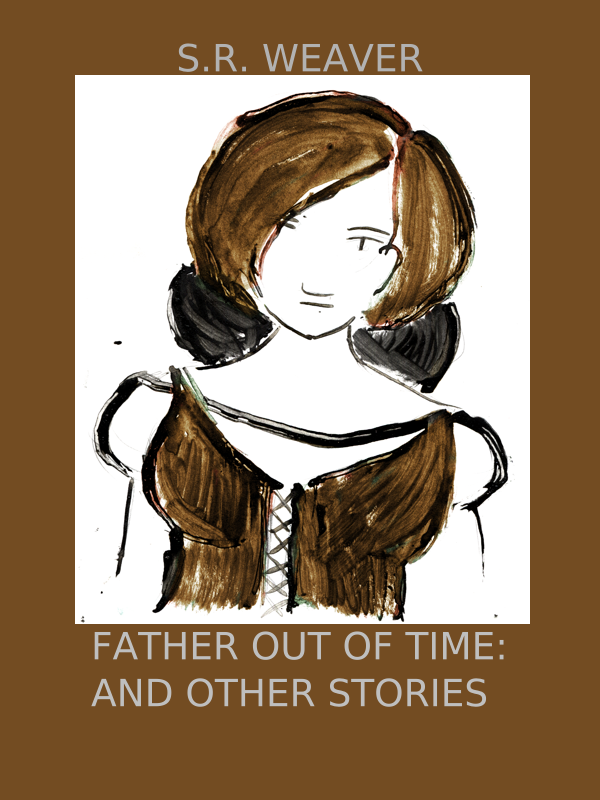 S.R. WEAVER
FATHER OUT OF TIME:
AND OTHER STORIES